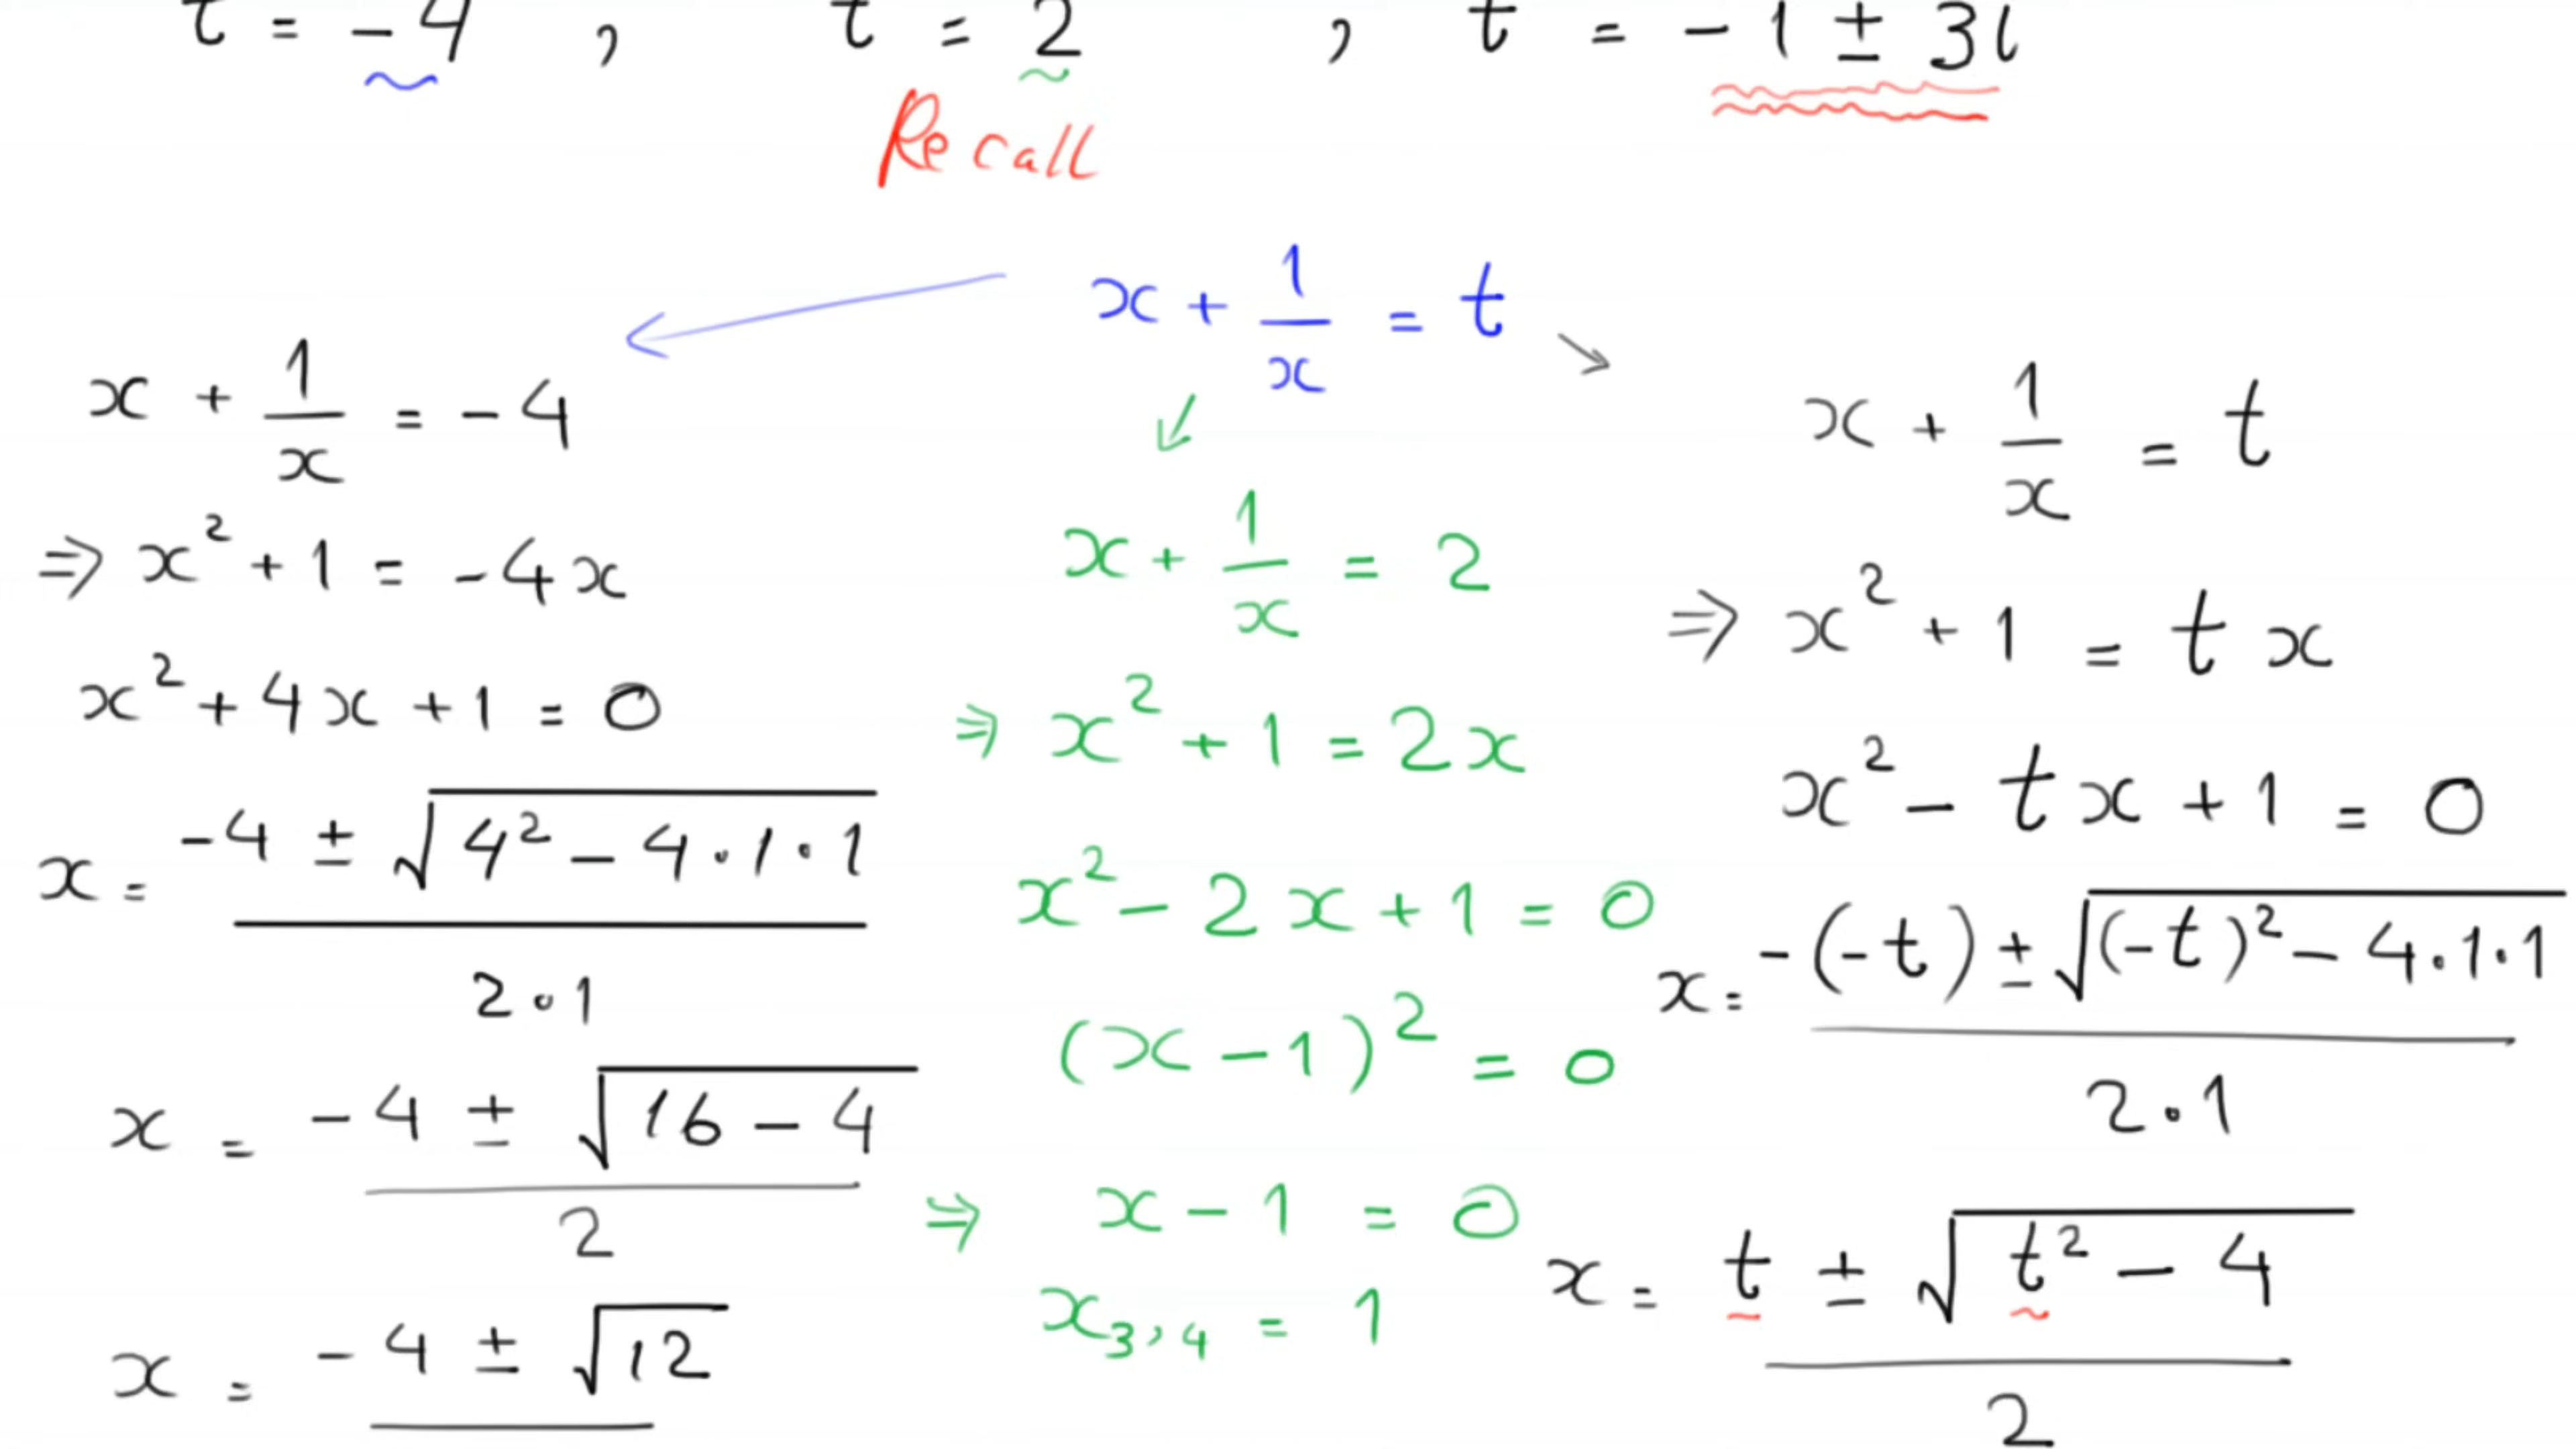 t = -4 , t = 2 , t = -1 ± 3i
Recall
x + 1/x = t
x + 1/x = -4
⇒ x² + 1 = -4x
x² + 4x + 1 = 0
x = (-4 ± √(4² - 4·1·1)) / (2·1)
x = (-4 ± √(16 - 4)) / 2
x = -4 ± √12
x + 1/x = 2
⇒ x² + 1 = 2x
x² - 2x + 1 = 0
(x - 1)² = 0
⇒ x - 1 = 0
x₃,₄ = 1
x + 1/x = t
⇒ x² + 1 = tx
x² - tx + 1 = 0
x = (-(-t) ± √((-t)² - 4·1·1)) / (2·1)
x = (t ± √(t² - 4)) / 2